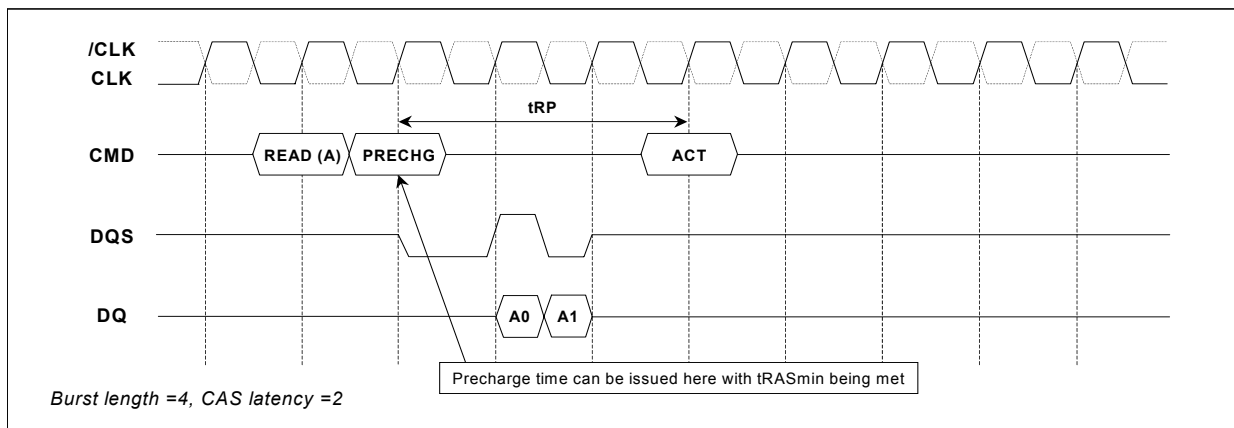 /CLK
CLK
tRP
CMD READ (A) PRECHG ACT
DQS
DQ A0 A1
Precharge time can be issued here with tRASmin being met
Burst length =4, CAS latency =2